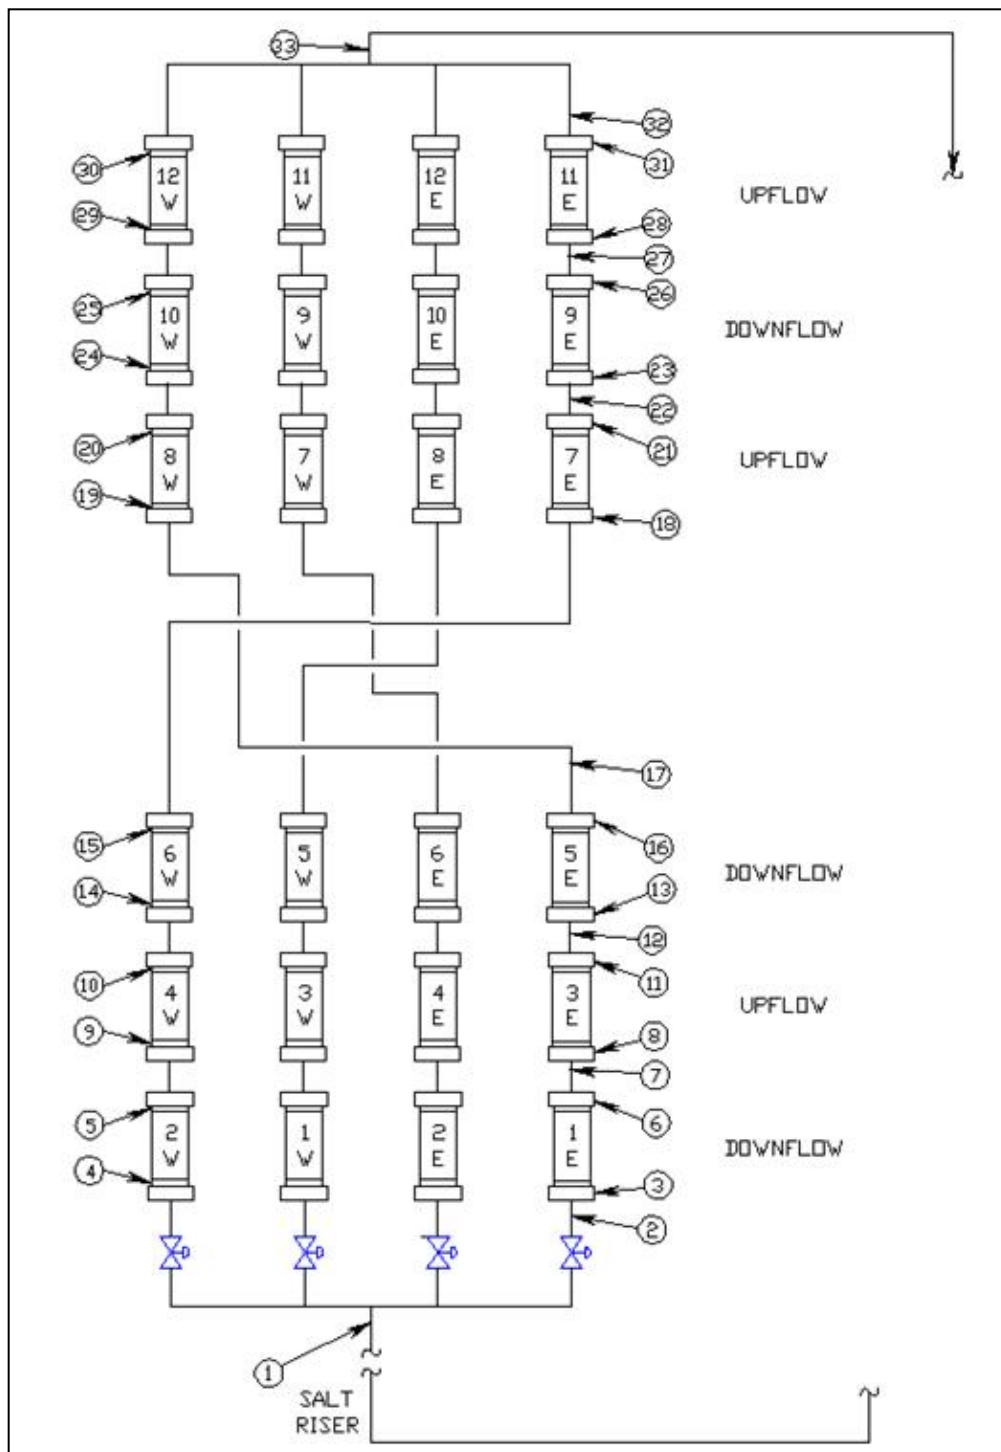 33
32
30
12 W
11 W
12 E
11 E
31
UPFLOW
29
28
27
25
10 W
9 W
10 E
9 E
26
DOWNFLOW
24
23
22
20
8 W
7 W
8 E
7 E
21
UPFLOW
19
18
17
15
6 W
5 W
6 E
5 E
16
DOWNFLOW
14
13
12
10
4 W
3 W
4 E
3 E
11
UPFLOW
9
8
7
5
2 W
1 W
2 E
1 E
6
DOWNFLOW
4
3
2
1
SALT
RISER